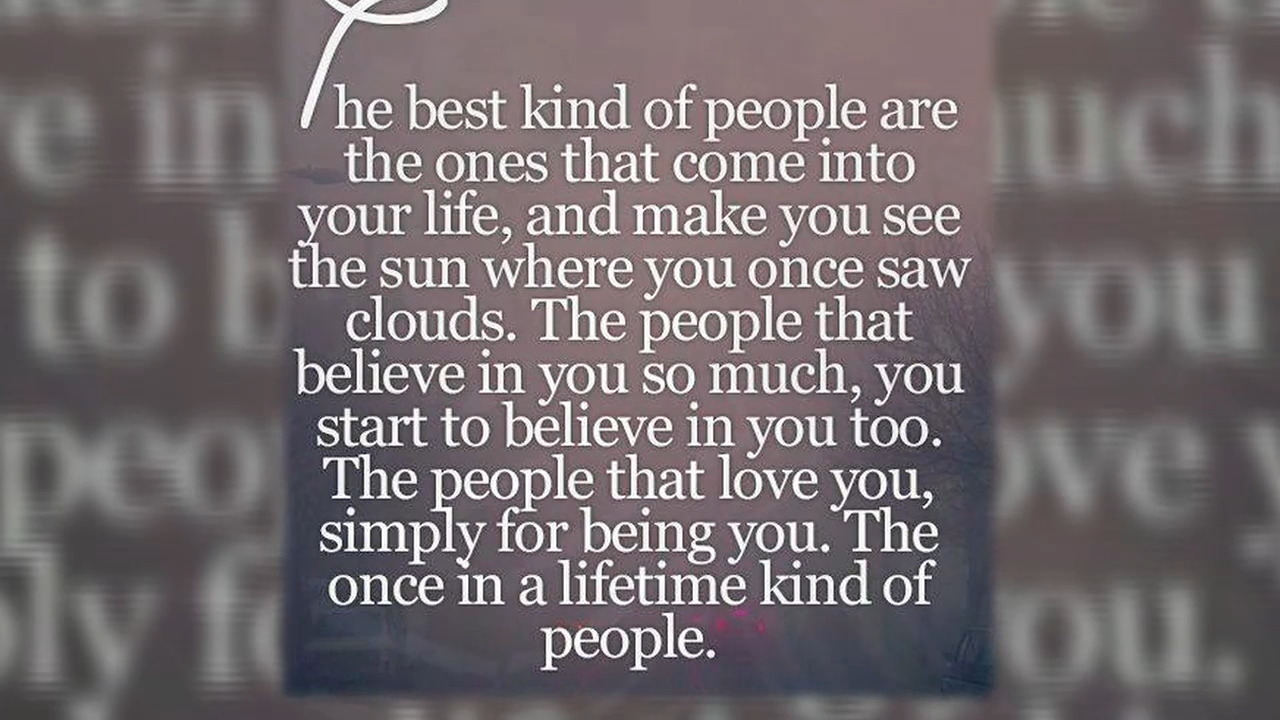 The best kind of people are
the ones that come into
your life, and make you see
the sun where you once saw
clouds. The people that
believe in you so much, you
start to believe in you too.
The people that love you,
simply for being you. The
once in a lifetime kind of
people.